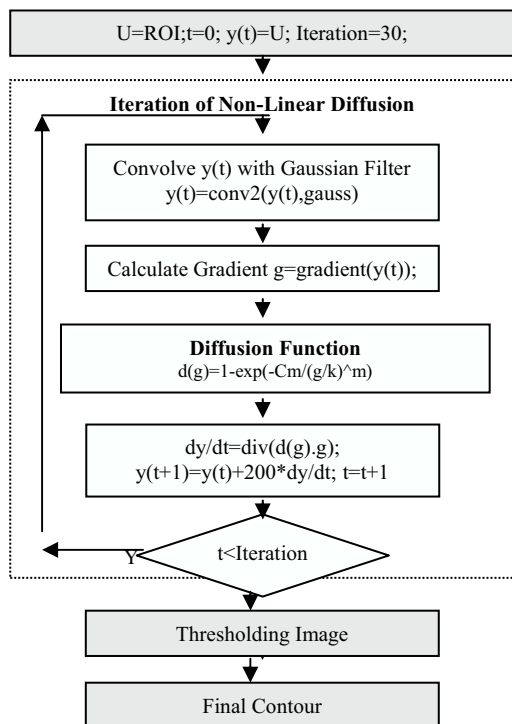 U=ROI;t=0; y(t)=U; Iteration=30;
Iteration of Non-Linear Diffusion
Convolve y(t) with Gaussian Filter
y(t)=conv2(y(t),gauss)
Calculate Gradient g=gradient(y(t));
Diffusion Function
d(g)=1-exp(-Cm/(g/k)^m)
dy/dt=div(d(g).g);
y(t+1)=y(t)+200*dy/dt; t=t+1
t<Iteration
Y
Thresholding Image
Final Contour